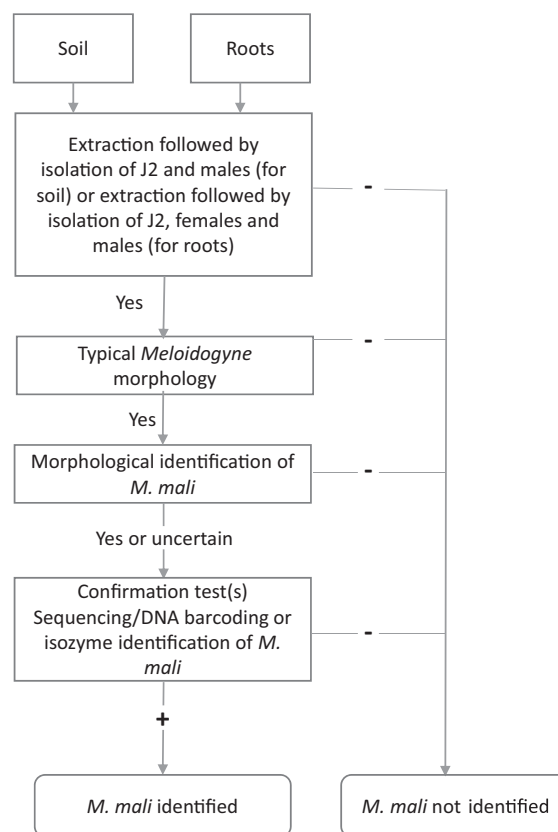 Soil
Roots
Extraction followed by
isolation of J2 and males (for
soil) or extraction followed by
isolation of J2, females and
males (for roots)
-
Yes
Typical Meloidogyne
morphology
-
Yes
Morphological identification of
M. mali
-
Yes or uncertain
Confirmation test(s)
Sequencing/DNA barcoding or
isozyme identification of M.
mali
-
+
M. mali identified
M. mali not identified